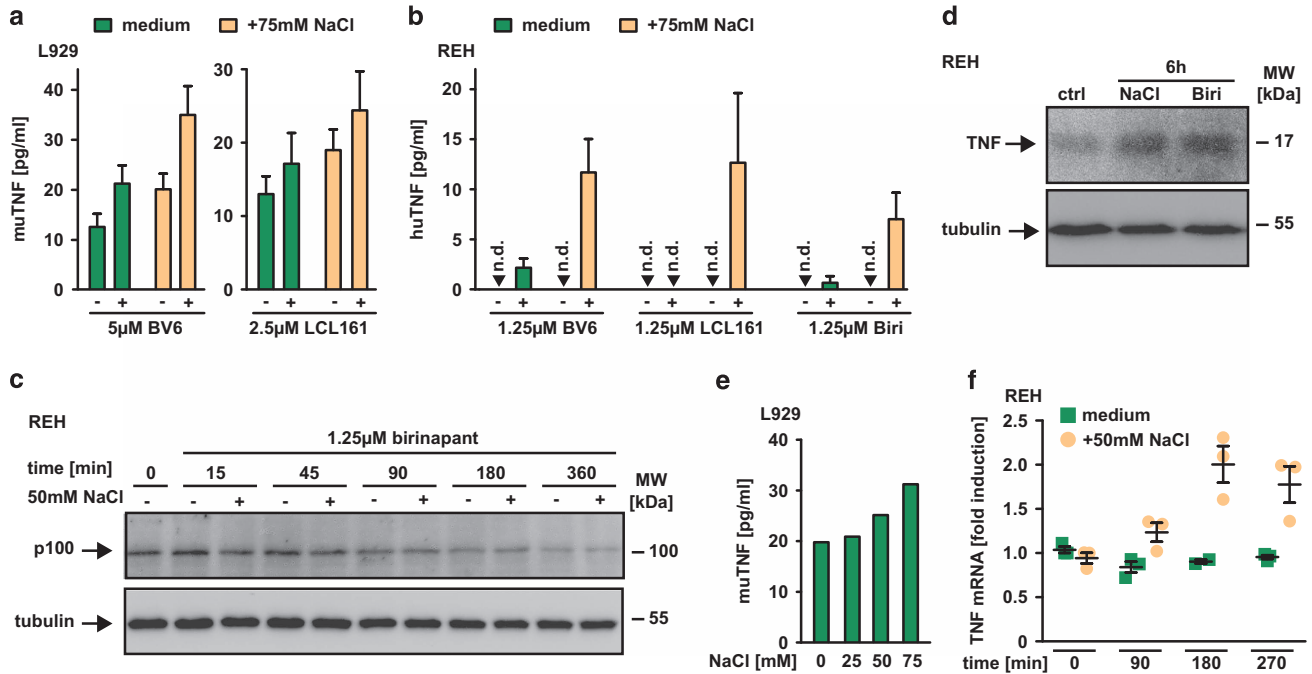 a
medium +75mM NaCl
L929
muTNF [pg/ml]
40
30
20
10
0
- + - +
5µM BV6
30
20
10
0
- + - +
2.5µM LCL161
b
medium +75mM NaCl
REH
huTNF [pg/ml]
20
15
10
5
0
n.d. n.d. n.d. n.d. n.d. n.d. n.d.
- + - + - + - + - + - +
1.25µM BV6 1.25µM LCL161 1.25µM Biri
d
REH
6h
ctrl NaCl Biri
MW
[kDa]
TNF 17
tubulin 55
c
REH
1.25µM birinapant
time [min] 0 15 45 90 180 360
MW
[kDa]
50mM NaCl - - + - + - + - + - +
p100 100
tubulin 55
e
L929
muTNF [pg/ml]
40
30
20
10
0
NaCl [mM] 0 25 50 75
f
REH
medium
+50mM NaCl
TNF mRNA [fold induction]
2.5
2.0
1.5
1.0
0.5
0
time [min] 0 90 180 270